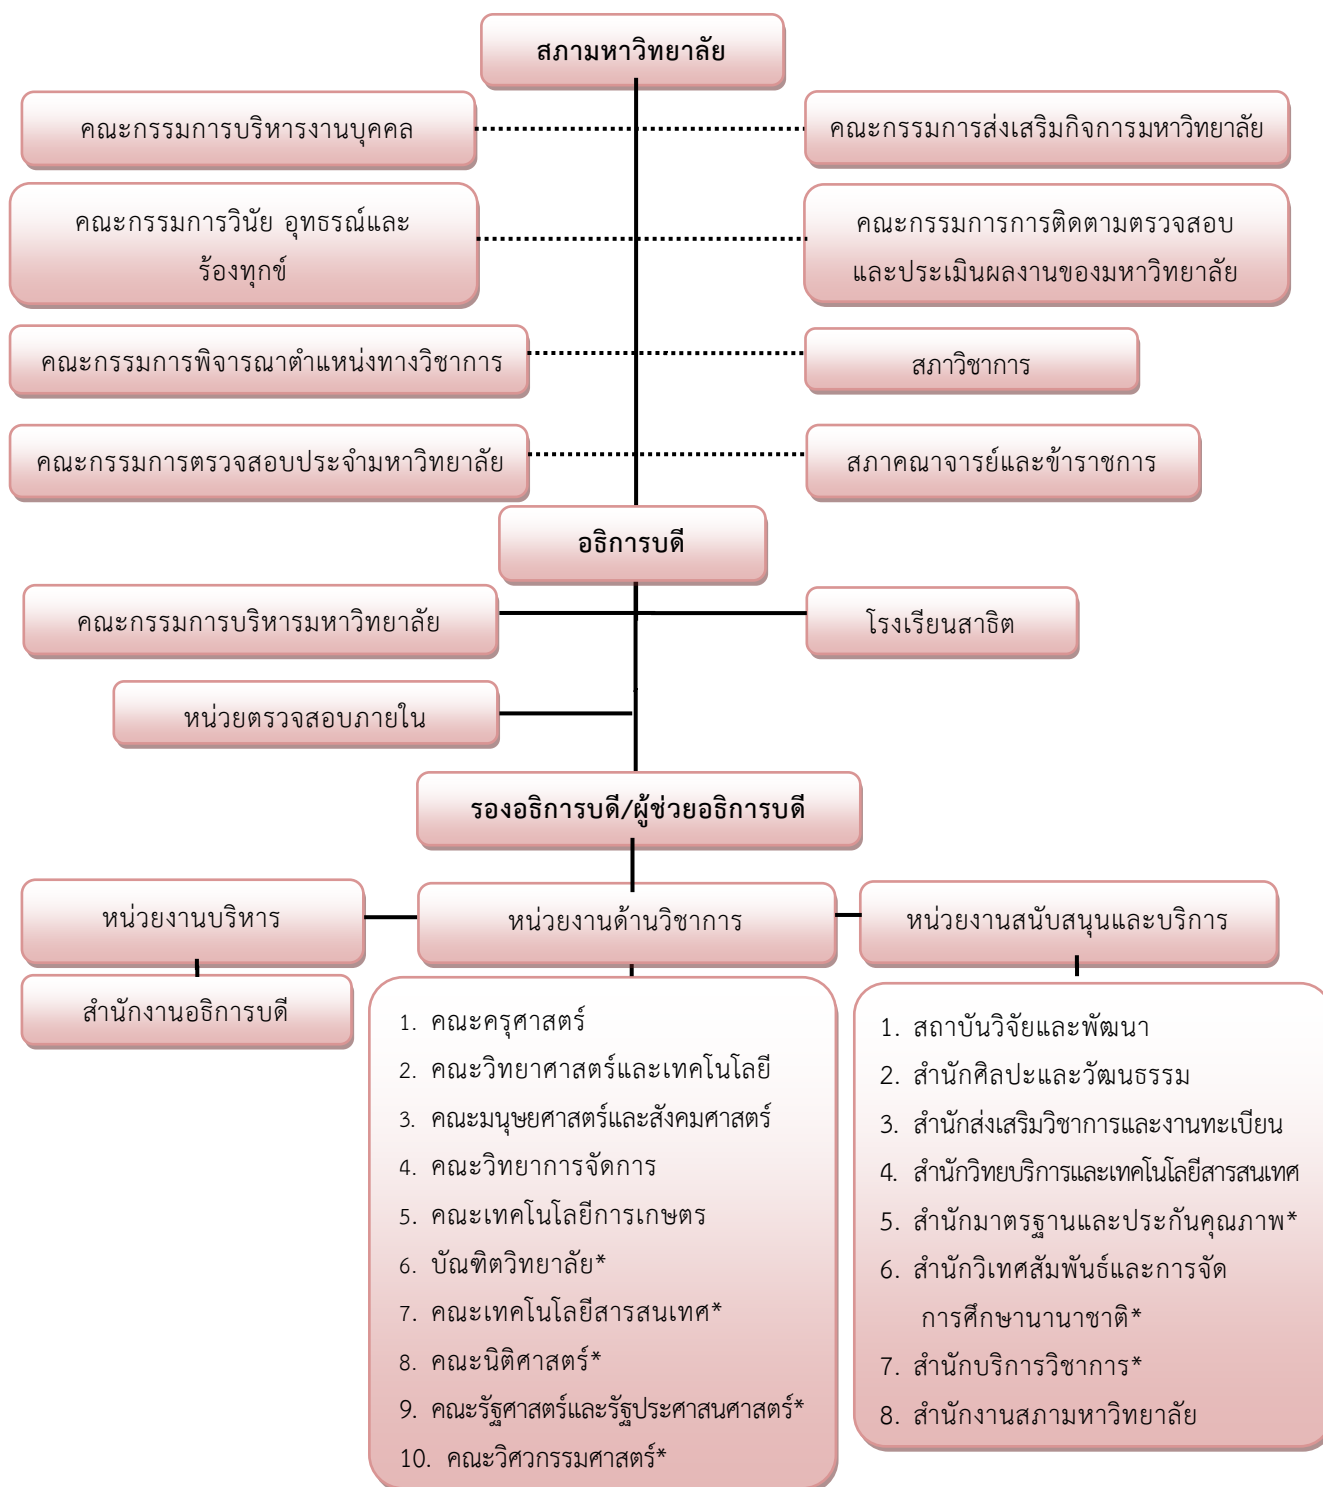 สภามหาวิทยาลัย
คณะกรรมการบริหารงานบุคคล
คณะกรรมการส่งเสริมกิจการมหาวิทยาลัย
คณะกรรมการวินัย อุทธรณ์และ
ร้องทุกข์
คณะกรรมการการติดตามตรวจสอบ
และประเมินผลงานของมหาวิทยาลัย
คณะกรรมการพิจารณาตำแหน่งทางวิชาการ
สภาวิชาการ
คณะกรรมการตรวจสอบประจำมหาวิทยาลัย
สภาคณาจารย์และข้าราชการ
อธิการบดี
คณะกรรมการบริหารมหาวิทยาลัย
โรงเรียนสาธิต
หน่วยตรวจสอบภายใน
รองอธิการบดี/ผู้ช่วยอธิการบดี
หน่วยงานบริหาร
หน่วยงานด้านวิชาการ
หน่วยงานสนับสนุนและบริการ
สำนักงานอธิการบดี
1. คณะครุศาสตร์
2. คณะวิทยาศาสตร์และเทคโนโลยี
3. คณะมนุษยศาสตร์และสังคมศาสตร์
4. คณะวิทยาการจัดการ
5. คณะเทคโนโลยีการเกษตร
6. บัณฑิตวิทยาลัย*
7. คณะเทคโนโลยีสารสนเทศ*
8. คณะนิติศาสตร์*
9. คณะรัฐศาสตร์และรัฐประศาสนศาสตร์*
10. คณะวิศวกรรมศาสตร์*
1. สถาบันวิจัยและพัฒนา
2. สำนักศิลปะและวัฒนธรรม
3. สำนักส่งเสริมวิชาการและงานทะเบียน
4. สำนักวิทยบริการและเทคโนโลยีสารสนเทศ
5. สำนักมาตรฐานและประกันคุณภาพ*
6. สำนักวิเทศสัมพันธ์และการจัด
การศึกษานานาชาติ*
7. สำนักบริการวิชาการ*
8. สำนักงานสภามหาวิทยาลัย